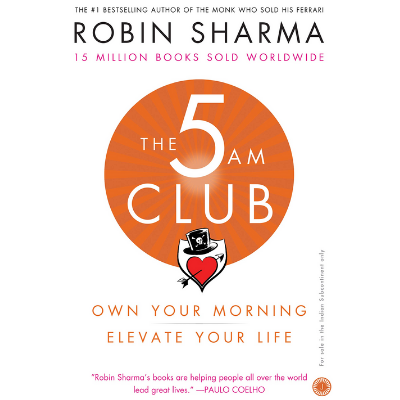 THE #1 BESTSELLING AUTHOR OF THE MONK WHO SOLD HIS FERRARI
ROBIN SHARMA
15 MILLION BOOKS SOLD WORLDWIDE
THE 5 AM
CLUB
OWN YOUR MORNING
ELEVATE YOUR LIFE
For sale in the Indian Subcontinent only
"Robin Sharma's books are helping people all over the world
lead great lives." —PAULO COELHO